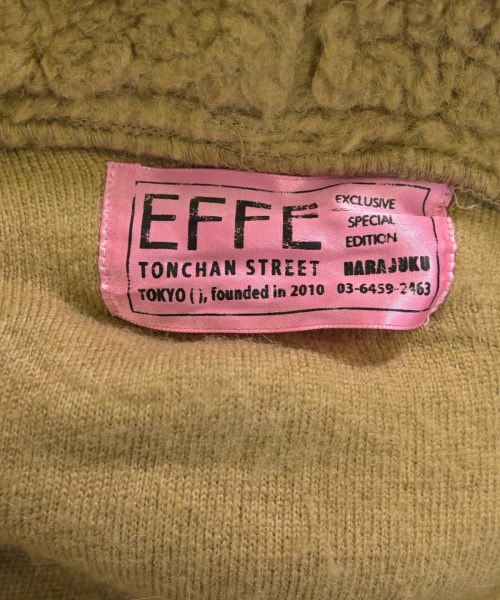 EFFE
EXCLUSIVE
SPECIAL
EDITION
TONCHAN STREET HARAJUKU
TOKYO ( ), founded in 2010 03-6459-2463